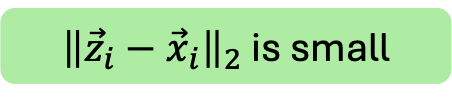 ‖z⃗ᵢ − x⃗ᵢ‖₂ is small